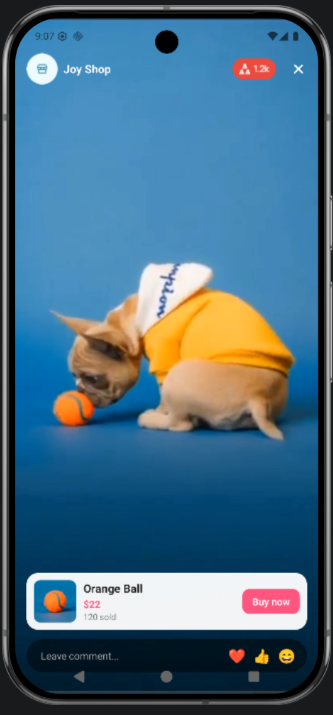 9:07
Joy Shop
1.2k
Orange Ball
$22
120 sold
Buy now
Leave comment...